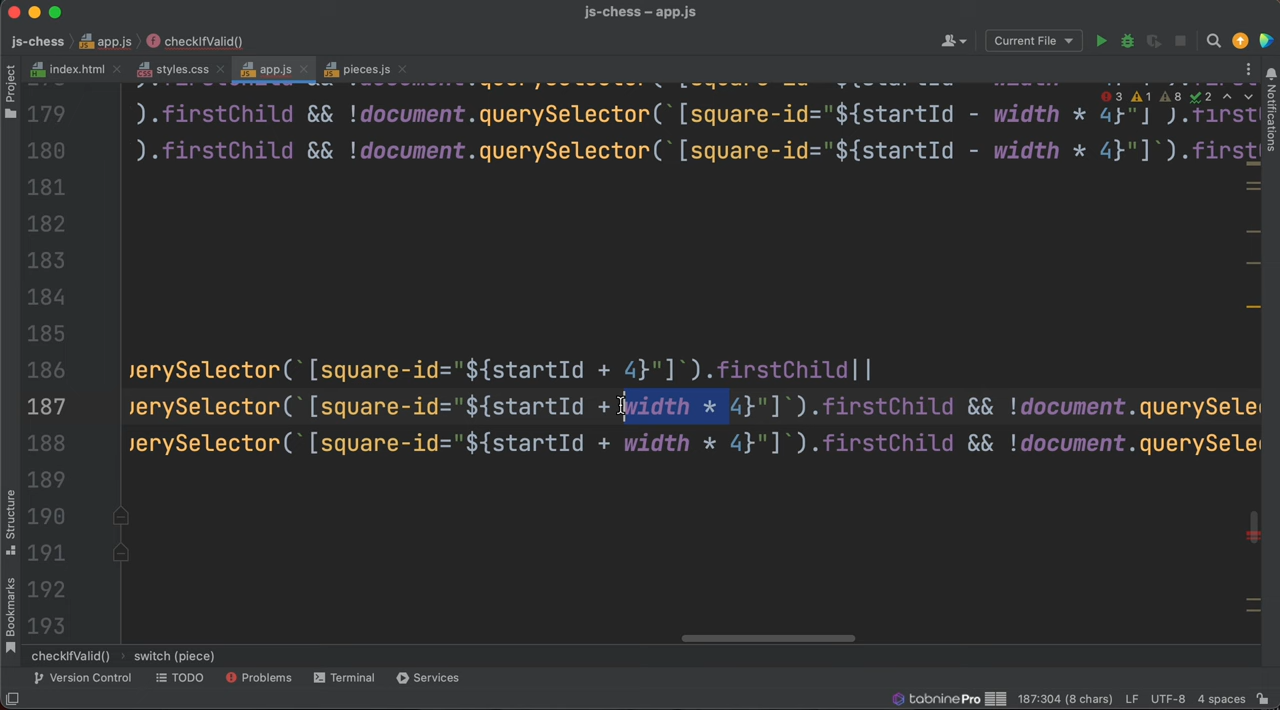 js-chess – app.js
js-chess app.js checkIfValid() Current File
Project index.html styles.css app.js pieces.js
3 1 8 2
179 ).firstChild && !document.querySelector(`[square-id="${startId - width * 4}"]`).first
180 ).firstChild && !document.querySelector(`[square-id="${startId - width * 4}"]`).first
181
182
183
184
185
186 uerySelector(`[square-id="${startId + 4}"]`).firstChild||
187 uerySelector(`[square-id="${startId + width * 4}"]`).firstChild && !document.querySele
188 uerySelector(`[square-id="${startId + width * 4}"]`).firstChild && !document.querySele
189
190
191
192
193
Notifications
Structure
Bookmarks
checkIfValid() switch (piece)
Version Control TODO Problems Terminal Services
tabninePro 187:304 (8 chars) LF UTF-8 4 spaces